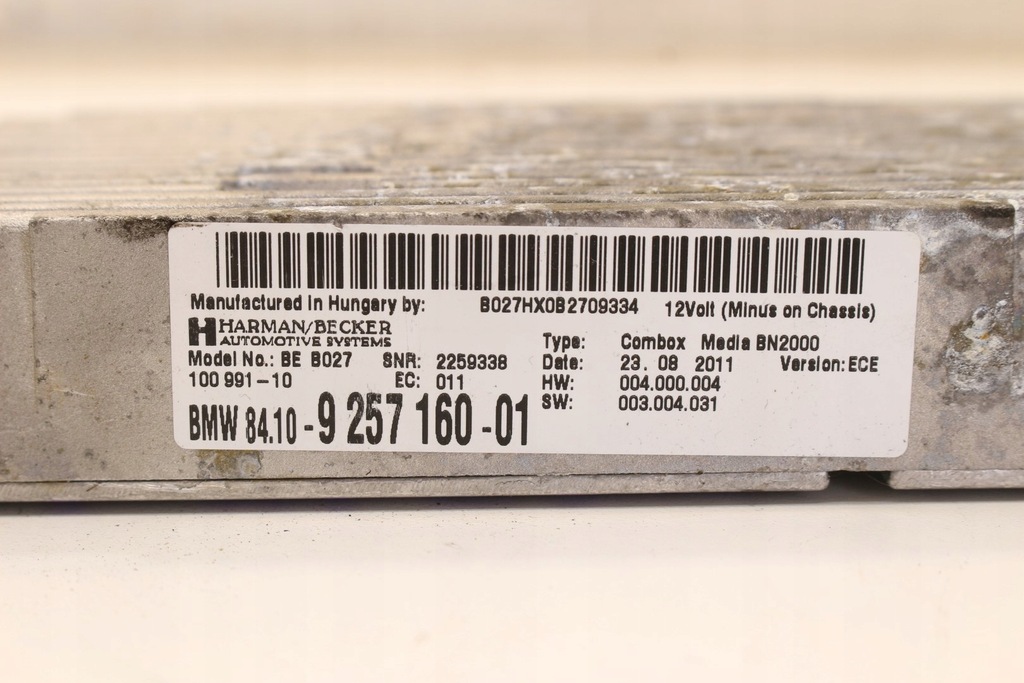 Manufactured in Hungary by: B027HX0B2709334 12Volt (Minus on Chassis)
HARMAN/BECKER
AUTOMOTIVE SYSTEMS
Type: Combox Media BN2000
Model No.: BE B027 SNR: 2259338 Date: 23. 08 2011 Version: ECE
100 991-10 EC: 011 HW: 004.000.004
SW: 003.004.031
BMW 84.10 - 9 257 160 - 01